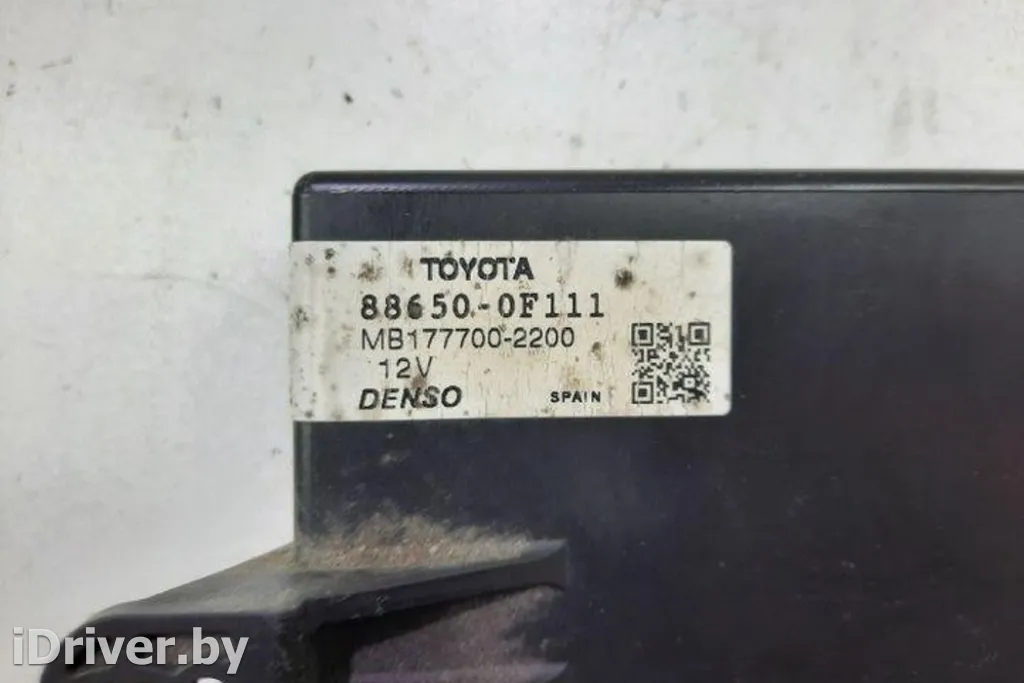 TOYOTA
88650-0F111
MB177700-2200
12V
DENSO SPAIN
iDriver.by